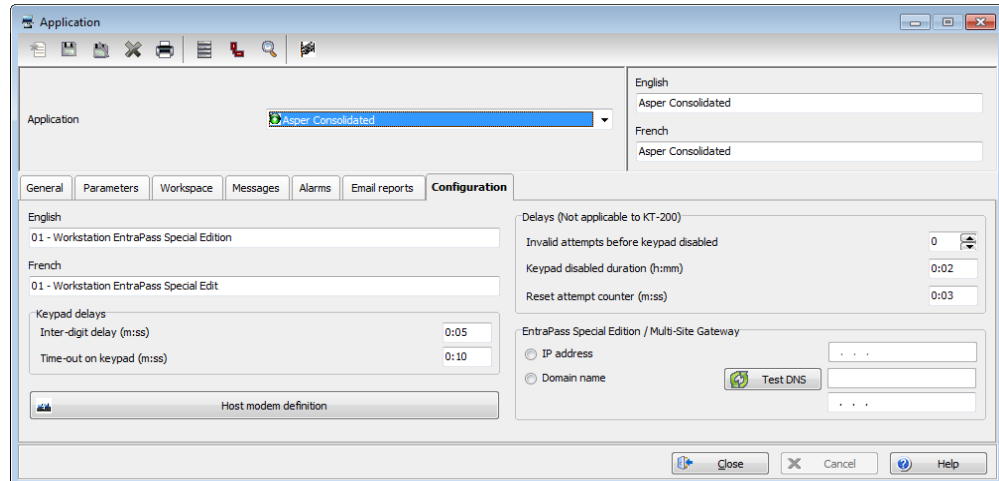 Application
English
Asper Consolidated
Application
Asper Consolidated
French
Asper Consolidated
General Parameters Workspace Messages Alarms Email reports Configuration
English
01 - Workstation EntraPass Special Edition
French
01 - Workstation EntraPass Special Edit
Keypad delays
Inter-digit delay (m:ss) 0:05
Time-out on keypad (m:ss) 0:10
Host modem definition
Delays (Not applicable to KT-200)
Invalid attempts before keypad disabled 0
Keypad disabled duration (h:mm) 0:02
Reset attempt counter (m:ss) 0:03
EntraPass Special Edition / Multi-Site Gateway
IP address . . .
Domain name Test DNS
. . .
Close Cancel Help